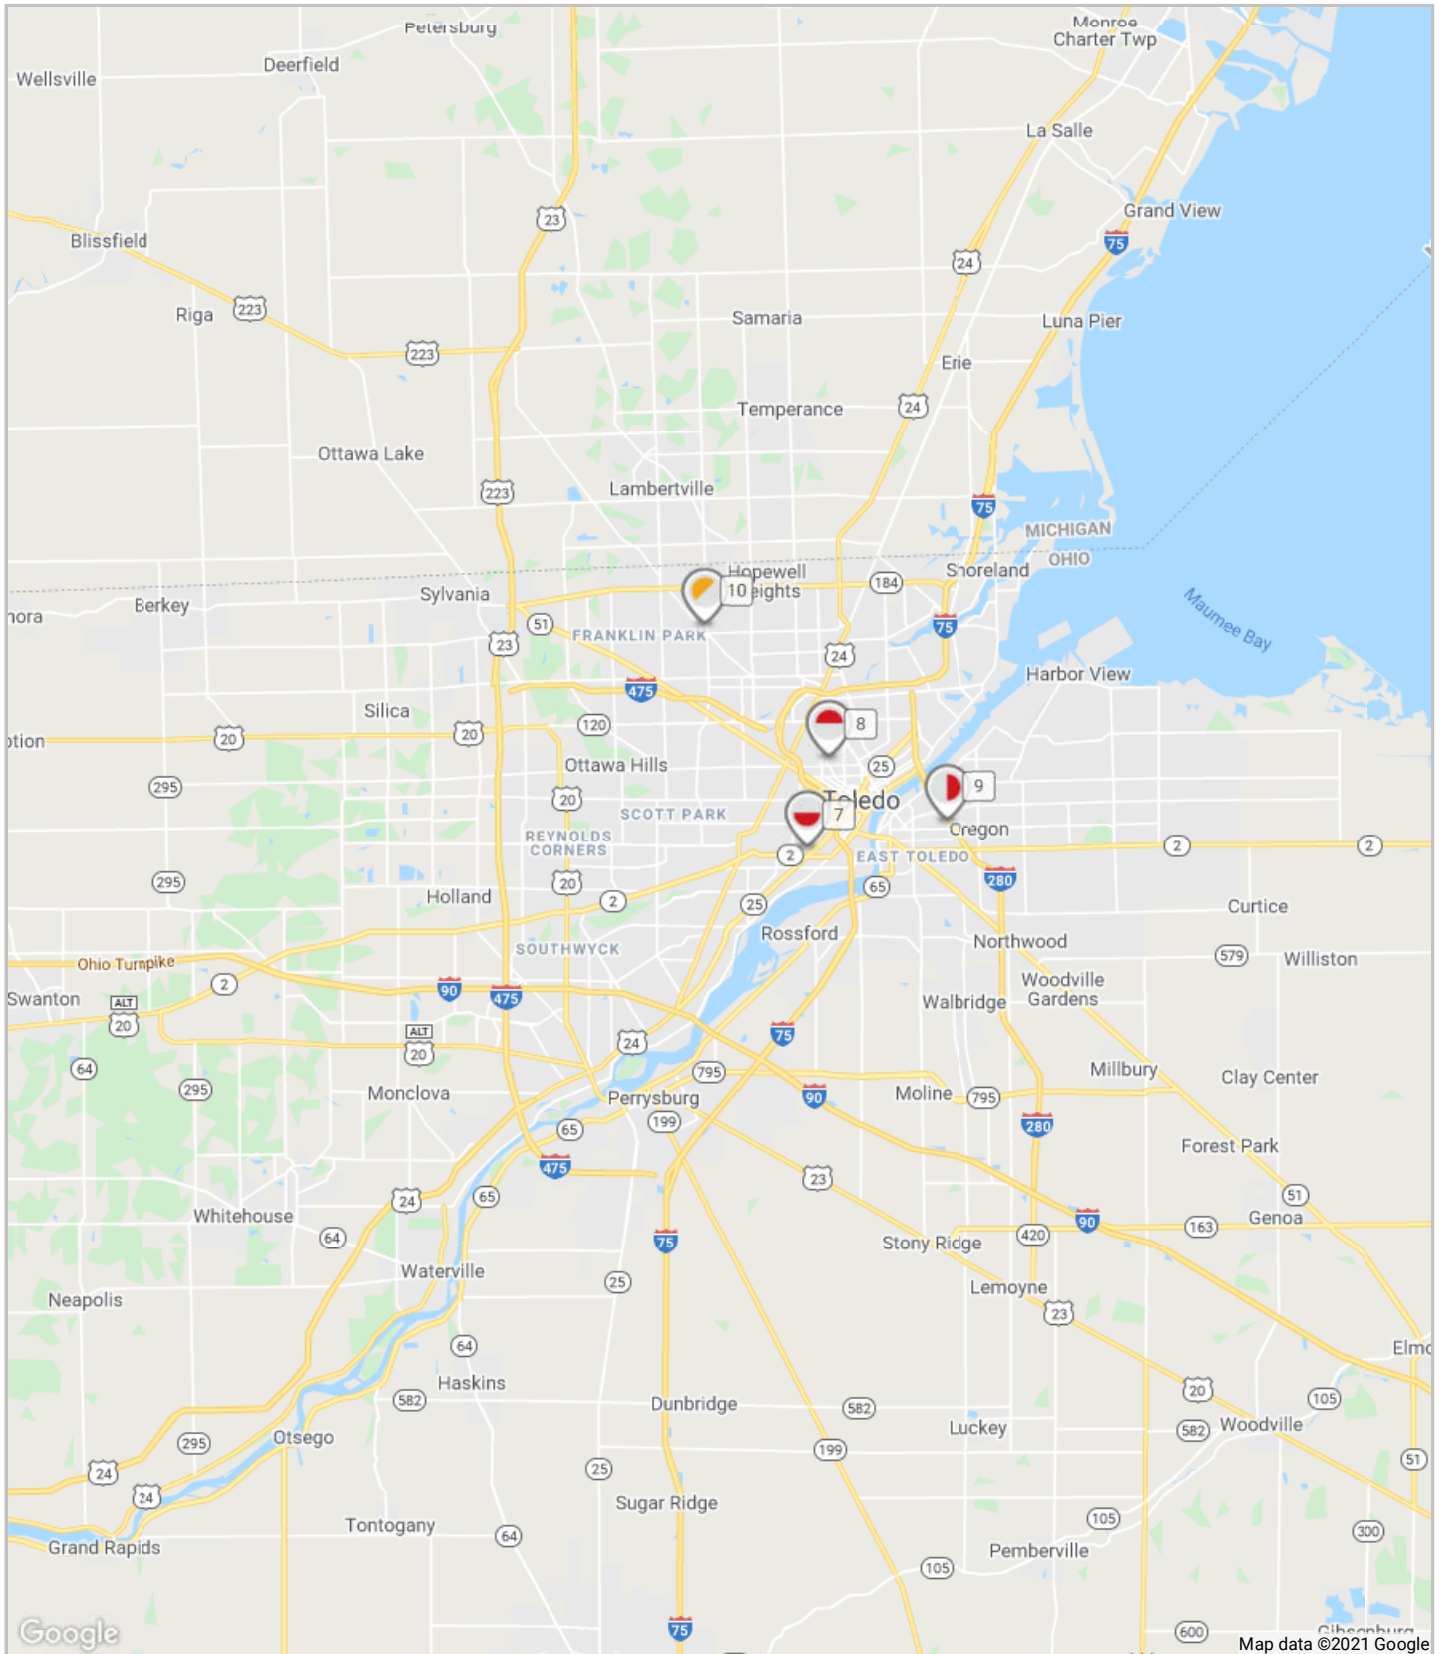 Petersburg
Monroe
Charter Twp
Deerfield
Wellsville
La Salle
Grand View
23
75
Blissfield
24
223
Riga
Samaria
Luna Pier
223
Erie
24
Temperance
Ottawa Lake
223
Lambertville
75
MICHIGAN
OHIO
Hopewell
Heights
10
184
Shoreland
Sylvania
Berkey
51
75
FRANKLIN PARK
23
24
Maumee Bay
Harbor View
475
Silica
8
120
20
20
Ottawa Hills
25
295
9
20
Toledo
7
SCOTT PARK
Oregon
REYNOLDS
CORNERS
2
EAST TOLEDO
2
2
295
20
280
65
Holland
2
25
Curtice
Rossford
Northwood
SOUTHWYCK
579
Williston
Ohio Turnpike
2
90
475
Woodville
Gardens
Swanton
ALT
20
Walbridge
ALT
20
24
75
64
795
Millbury
Clay Center
295
Monclova
Perrysburg
90
Moline
795
199
65
280
Forest Park
475
23
24
65
51
Whitehouse
90
163
Genoa
64
75
Stony Ridge
420
Waterville
25
Lemoyne
Neapolis
23
64
Haskins
20
582
Dunbridge
582
105
Luckey
582
Woodville
295
Otsego
199
51
24
25
24
Sugar Ridge
105
Tontogany
64
300
Grand Rapids
Pemberville
105
75
600
Gibsonburg
Google
Map data ©2021 Google